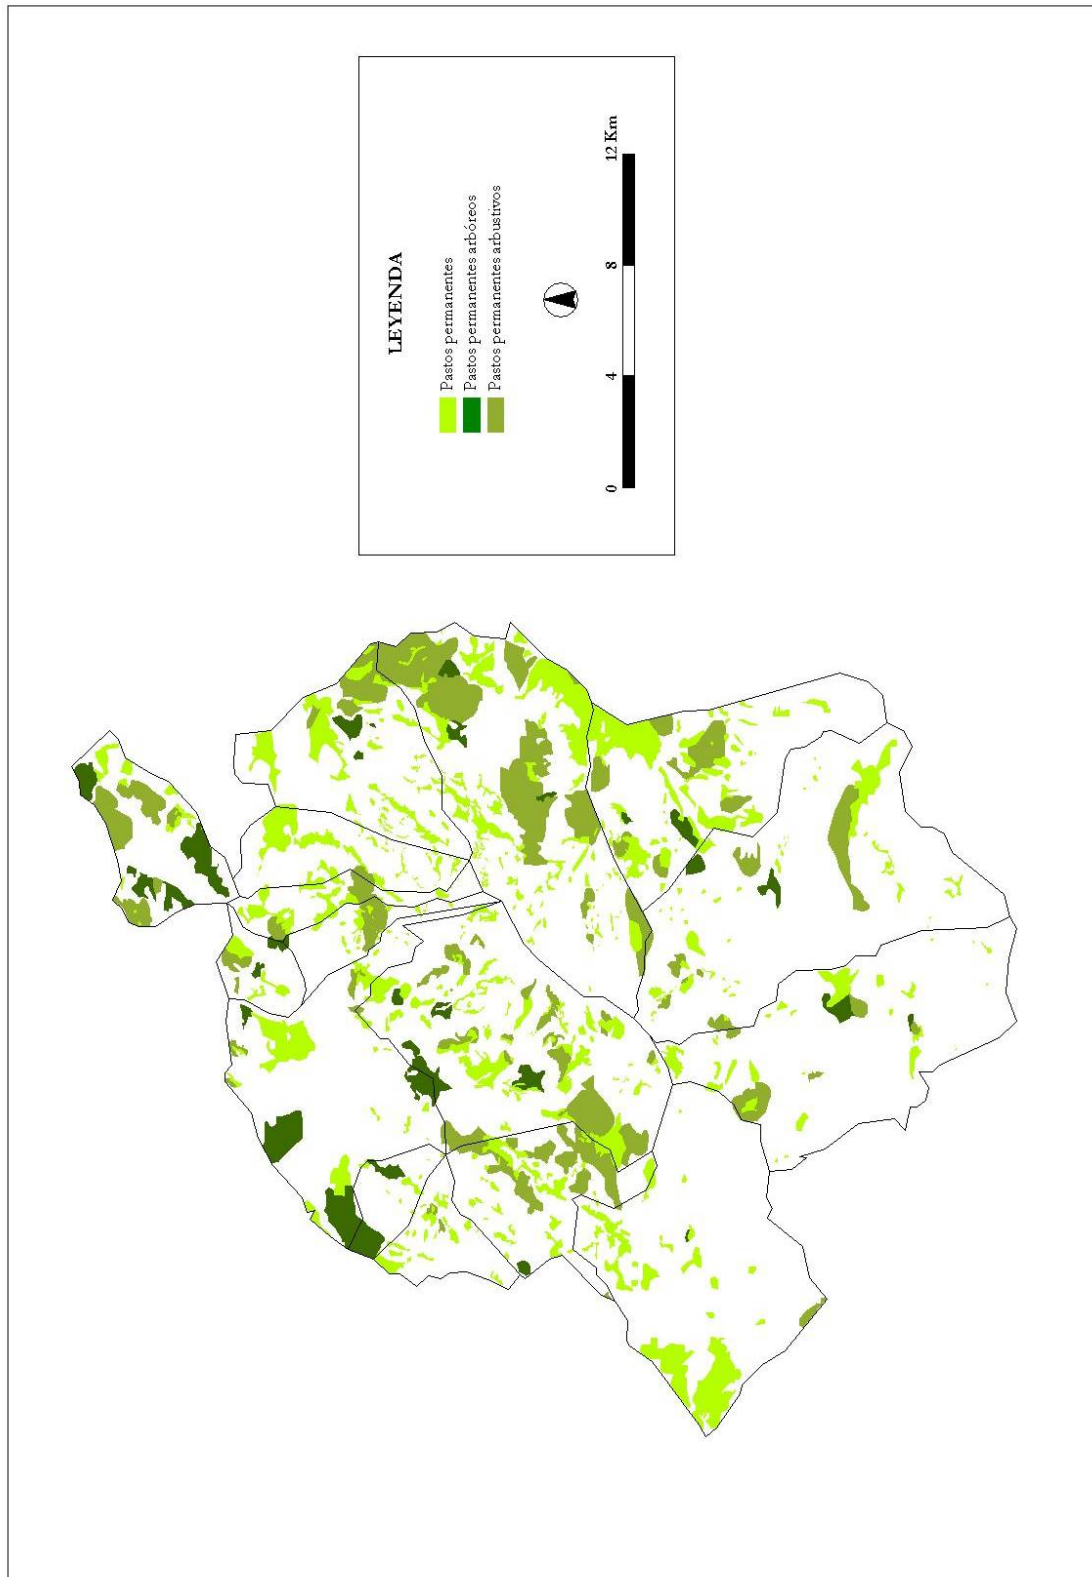 LEYENDA
Pastos permanentes
Pastos permanentes arbóreos
Pastos permanentes arbustivos
0 4 8 12 Km